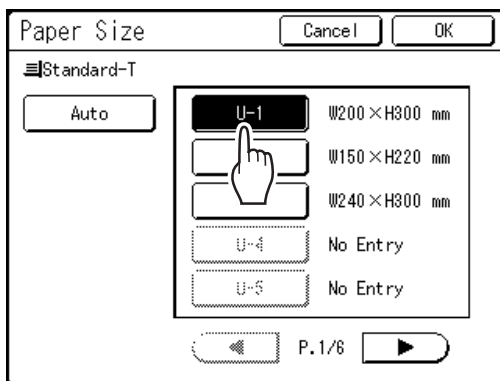 Paper Size Cancel OK
Standard-T
Auto U-1 W200×H300 mm
W150×H220 mm
W240×H300 mm
U-4 No Entry
U-5 No Entry
P.1/6